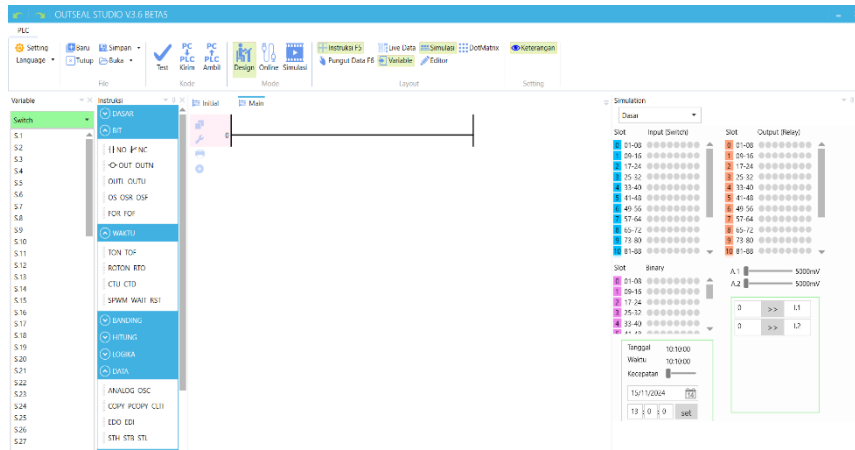 OUTSEAL STUDIO V3.6 BETA5
PLC
Setting
Language
Baru Simpan
Tutup Buka
File
Test
PC PLC Kirim
PC PLC Ambil
Kode
Design Online Simulasi
Mode
Instruksi F5 Live Data Simulasi DotMatrix
Pungut Data F6 Variable Editor
Layout
Keterangan
Setting
Variable
Switch
S.1
S.2
S.3
S.4
S.5
S.6
S.7
S.8
S.9
S.10
S.11
S.12
S.13
S.14
S.15
S.16
S.17
S.18
S.19
S.20
S.21
S.22
S.23
S.24
S.25
S.26
S.27
Instruksi
DASAR
BIT
NO NC
OUT OUTN
OUTL OUTU
OS OSR OSF
FOR FOF
WAKTU
TON TOF
RCTON RTO
CTU CTD
SPWM WAIT RST
BANDING
HITUNG
LOGIKA
DATA
ANALOG OSC
COPY PCOPY CLTI
EDO EDI
STH STB STL
Initial Main
0
Simulation
Dasar
Slot Input (Switch)
0 01-08
1 09-16
2 17-24
3 25-32
4 33-40
5 41-48
6 49-56
7 57-64
8 65-72
9 73-80
10 81-88
Slot Output (Relay)
0 01-08
1 09-16
2 17-24
3 25-32
4 33-40
5 41-48
6 49-56
7 57-64
8 65-72
9 73-80
10 81-88
Slot Binary
0 01-08
1 09-16
2 17-24
3 25-32
4 33-40
A.1 5000mV
A.2 5000mV
0 >> I.1
0 >> I.2
Tanggal 10:10:00
Waktu 10:10:00
Kecepatan
15/11/2024 14
13 : 0 : 0 set